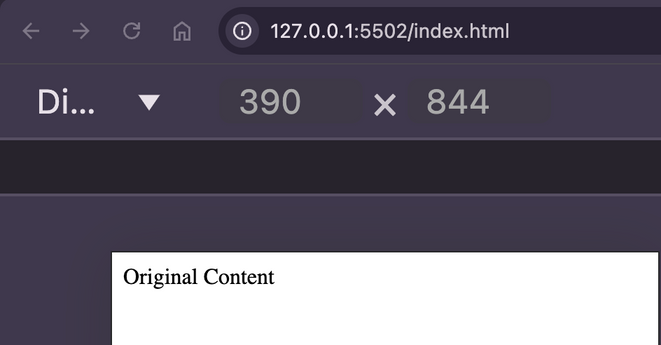 127.0.0.1:5502/index.html
Di... 390 × 844
Original Content